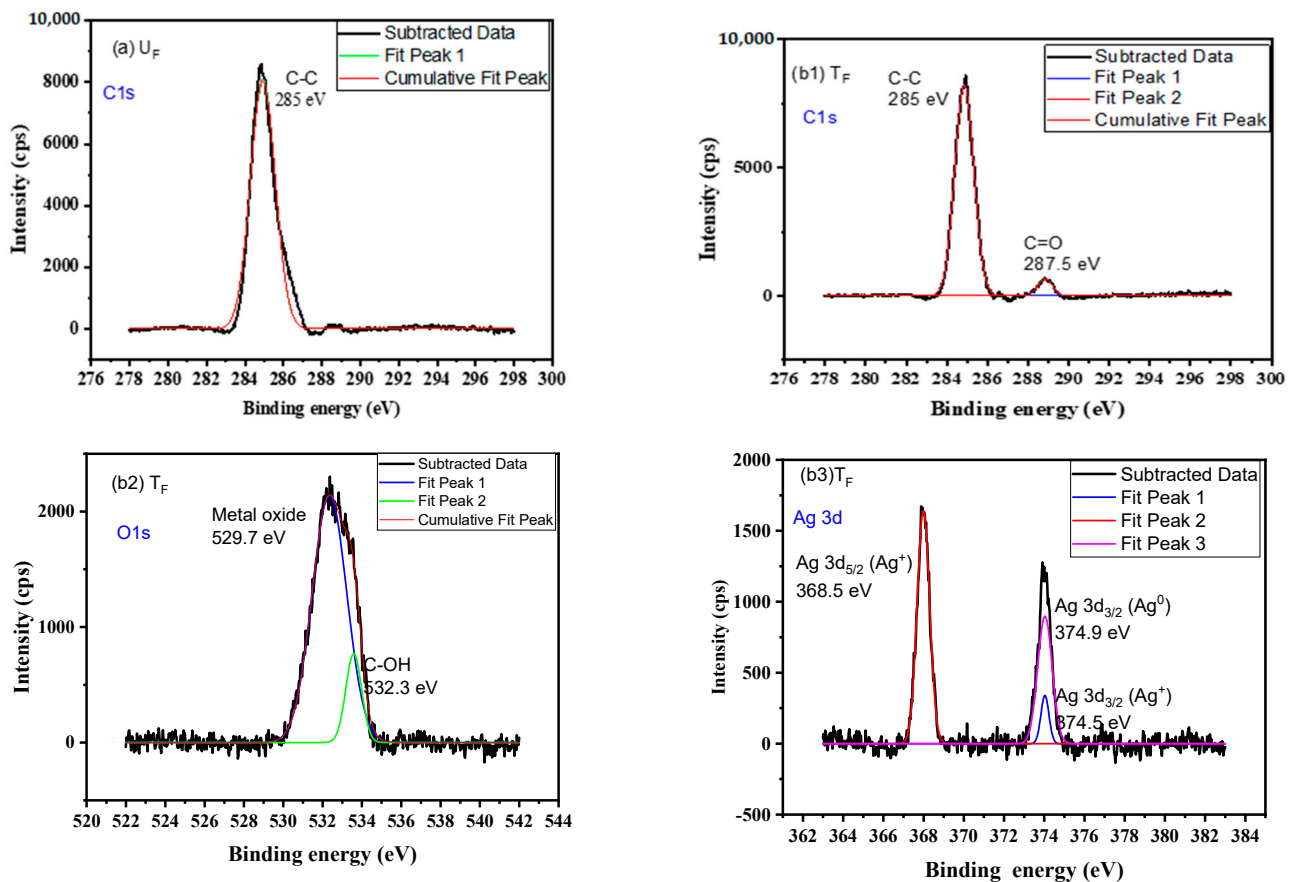 (a) U_F
C1s
C-C
285 eV
Subtracted Data
Fit Peak 1
Cumulative Fit Peak
10,000
8000
6000
4000
2000
0
Intensity (cps)
276 278 280 282 284 286 288 290 292 294 296 298 300
Binding energy (eV)
(b1) T_F
C1s
C-C
285 eV
C=O
287.5 eV
Subtracted Data
Fit Peak 1
Fit Peak 2
Cumulative Fit Peak
10,000
5000
0
Intensity (cps)
276 278 280 282 284 286 288 290 292 294 296 298 300
Binding energy (eV)
(b2) T_F
O1s
Metal oxide
529.7 eV
C-OH
532.3 eV
Subtracted Data
Fit Peak 1
Fit Peak 2
Cumulative Fit Peak
2000
1000
0
Intensity (cps)
520 522 524 526 528 530 532 534 536 538 540 542 544
Binding energy (eV)
(b3)T_F
Ag 3d
Ag 3d5/2 (Ag⁺)
368.5 eV
Ag 3d3/2 (Ag⁰)
374.9 eV
Ag 3d3/2 (Ag⁺)
374.5 eV
Subtracted Data
Fit Peak 1
Fit Peak 2
Fit Peak 3
2000
1500
1000
500
0
-500
Intensity (cps)
362 364 366 368 370 372 374 376 378 380 382 384
Binding energy (eV)